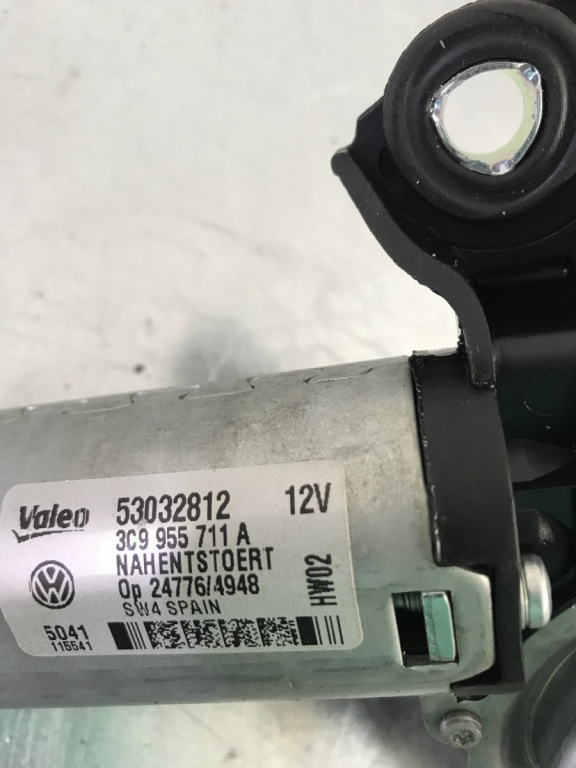 Valeo 53032812 12V
3C9 955 711 A
NAHENTSTOERT
Op 24776/4948
SW4 SPAIN
HW02
5041
115541